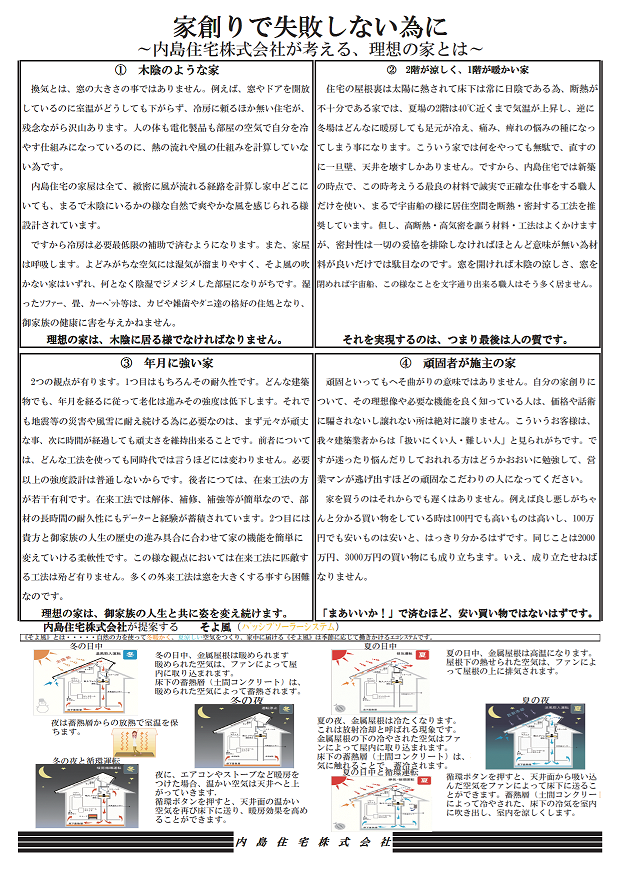 家創りで失敗しない為に
～内島住宅株式会社が考える、理想の家とは～
① 木陰のような家
換気とは、窓の大きさの事ではありません。例えば、窓やドアを開放
しているのに室温がどうしても下がらず、冷房に頼るほか無い住宅が、
残念ながら沢山あります。人の体も電化製品も部屋の空気で自分を冷
やす仕組みになっているのに、熱の流れや風の仕組みを計算していな
い為です。
内島住宅の家屋は全て、緻密に風が流れる経路を計算し家中どこに
いても、まるで木陰にいるかの様な自然で爽やかな風を感じられる様
設計されています。
ですから冷房は必要最低限の補助で済むようになります。また、家屋
は呼吸します。よどみがちな空気には湿気が溜まりやすく、そよ風の吹
かない家はいずれ、何となく陰湿でジメジメした部屋になりがちです。湿
ったソファー、畳、カーペット等は、カビや雑菌やダニ達の格好の住処となり、
御家族の健康に害を与えかねません。
理想の家は、木陰に居る様でなければなりません。
② 2階が涼しく、1階が暖かい家
住宅の屋根裏は太陽に熱されて床下は常に日陰である為、断熱が
不十分である家では、夏場の2階は40℃近くまで気温が上昇し、逆に
冬場はどんなに暖房しても足元が冷え、痛み、痺れの悩みの種になっ
てしまう事になります。こういう家では何をやっても無駄で、直すの
に一旦壁、天井を壊すしかありません。ですから、内島住宅では新築
の時点で、この時考えうる最良の材料で誠実で正確な仕事をする職人
だけを使い、まるで宇宙船の様に居住空間を断熱・密封する工法を推
奨しています。但し、高断熱・高気密を謳う材料・工法はよくかけます
が、密封性は一切の妥協を排除しなければほとんど意味が無い為材
料が良いだけでは駄目なのです。窓を開ければ木陰の涼しさ、窓を
閉めれば宇宙船、この様なことを文字通り出来る職人はそう多く居ません。
それを実現するのは、つまり最後は人の質です。
③ 年月に強い家
2つの観点が有ります。1つ目はもちろんその耐久性です。どんな建築
物でも、年月を経るに従って老化は進みその強度は低下します。それで
も地震等の災害や風雪に耐え続ける為に必要なのは、まず元々が頑丈
な事、次に時間が経過しても頑丈さを維持出来ることです。前者について
は、どんな工法を使っても同時代では言うほどには変わりません。必要
以上の強度設計は普通しないからです。後者につては、在来工法の方
が若干有利です。在来工法では解体、補修、補強等が簡単なので、部
材の長時間の耐久性にもデーターと経験が蓄積されています。2つ目には
貴方と御家族の人生の歴史の進み具合に合わせて家の機能を簡単に
変えていける柔軟性です。この様な観点においては在来工法に匹敵す
る工法は殆ど有りません。多くの外来工法は窓を大きくする事すら困難
なのです。
理想の家は、御家族の人生と共に姿を変え続けます。
④ 頑固者が施主の家
頑固といってもへそ曲がりの意味ではありません。自分の家創りに
ついて、その理想像や必要な機能を良く知っている人は、価格や話術
に騙されないし譲れない所は絶対に譲りません。こういうお客様は、
我々建築業者からは「扱いにくい人・難しい人」と見られがちです。で
すが迷ったり悩んだりしておれれる方はどうかおおいに勉強して、営
業マンが逃げ出すほどの頑固なこだわりの人になってください。
家を買うのはそれからでも遅くはありません。例えば良し悪しがちゃ
んと分かる買い物をしている時は100円でも高いものは高いし、100万
円でも安いものは安いと、はっきり分かるはずです。同じことは2000
万円、3000万円の買い物にも成り立ちます。いえ、成り立たせねば
なりません。
「まあいいか！」で済むほど、安い買い物ではないはずです。
内島住宅株式会社が提案する そよ風（パッシブソーラーシステム）
《そよ風》とは・・・・・自然の力を使って冬暖かく、夏涼しい空気をつくり、家中に届ける《そよ風》は季節に応じて働きかけるエコシステムです。
冬の日中
冬
冬の日中、金属屋根は暖められます
暖められた空気は、ファンによって屋
内に取り込まれます。
床下の蓄熱層（土間コンクリート）は、
暖められた空気によって蓄熱されます。
冬の夜
冬
夜は蓄熱層からの放熱で室温を保
ちます。
冬の夜と循環運転
冬
夜に、エアコンやストーブなど暖房を
つけた場合、温かい空気は天井へと上
がっていきます。
循環ボタンを押すと、天井面の温かい
空気を再び床下に送り、暖房効果を高め
ることができます。
夏の日中
夏
夏の日中、金属屋根は高温になります。
屋根下の熱せられた空気は、ファンによ
って屋根の上に排気されます。
夏の夜
夏
夏の夜、金属屋根は冷たくなります。
これは放射冷却と呼ばれる現象です。
金属屋根の下の冷やされた空気はファ
ンによって屋内に取り込まれます。
床下の蓄熱層（土間コンクリート）は、
気に触れることで、蓄冷されます。
夏の日中と循環運転
夏
循環ボタンを押すと、天井面から吸い込
んだ空気をファンによって床下に送るこ
とができます。蓄熱層（土間コンクリー
によって冷やされた、床下の冷気を室内
に吹き出し、室内を涼しくします。
内島住宅株式会社